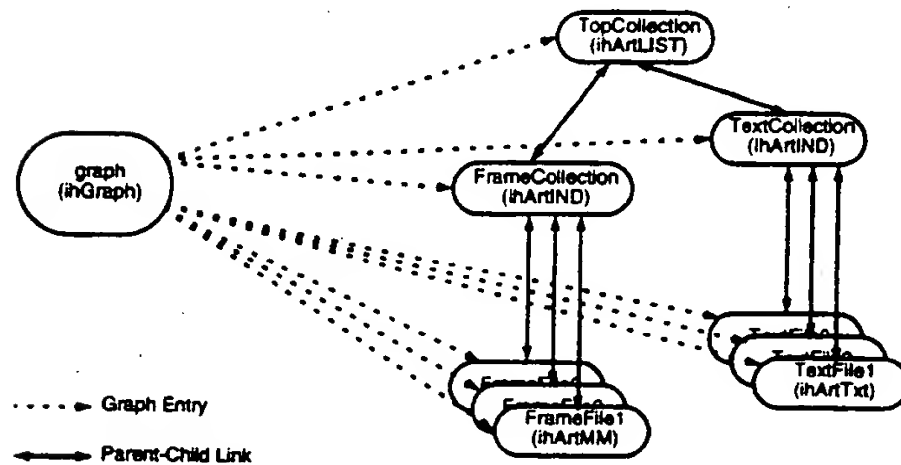 TopCollection
(ihArtLIST)
TextCollection
(ihArtIND)
graph
(ihGraph)
FrameCollection
(ihArtIND)
TextFile1
(ihArtTxt)
FrameFile1
(ihArtMM)
Graph Entry
Parent-Child Link